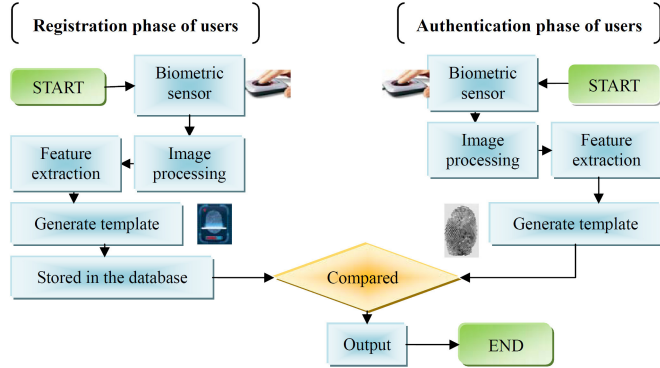 Registration phase of users
START
Biometric
sensor
Image
processing
Feature
extraction
Generate template
Stored in the database
Authentication phase of users
START
Biometric
sensor
Image
processing
Feature
extraction
Generate template
Compared
Output
END